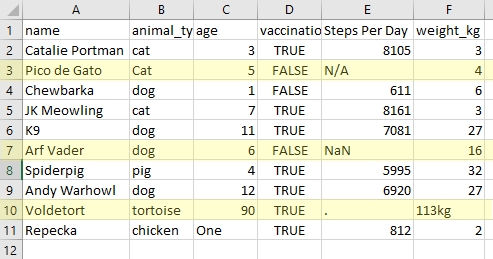 A B C D E F
1 name animal_ty age vaccinatio Steps Per Day weight_kg
2 Catalie Portman cat 3 TRUE 8105 3
3 Pico de Gato Cat 5 FALSE N/A 4
4 Chewbarka dog 1 FALSE 611 6
5 JK Meowling cat 7 TRUE 8161 3
6 K9 dog 11 TRUE 7081 27
7 Arf Vader dog 6 FALSE NaN 16
8 Spiderpig pig 4 TRUE 5995 32
9 Andy Warhowl dog 12 TRUE 6920 27
10 Voldetort tortoise 90 TRUE . 113kg
11 Repecka chicken One TRUE 812 2
12